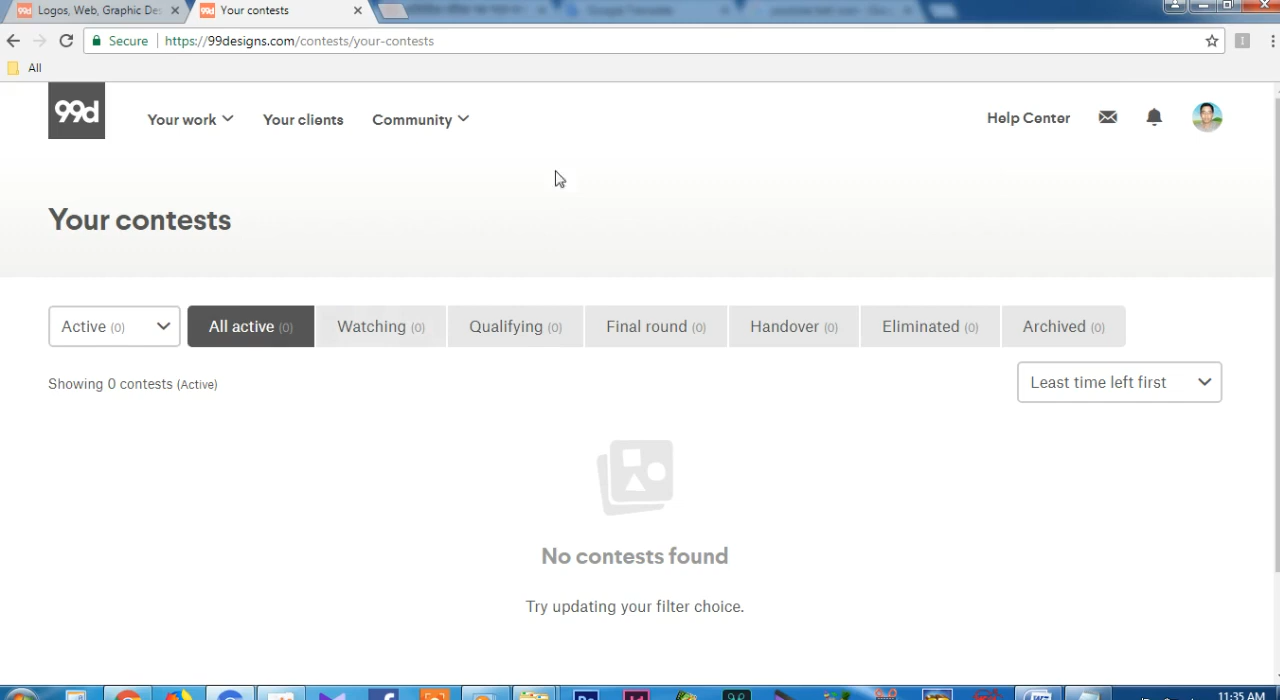 Logos, Web, Graphic De
Your contests
Secure https://99designs.com/contests/your-contests
All
99d
Your work
Your clients
Community
Help Center
Your contests
Active (0)
All active (0)
Watching (0)
Qualifying (0)
Final round (0)
Handover (0)
Eliminated (0)
Archived (0)
Showing 0 contests (Active)
Least time left first
No contests found
Try updating your filter choice.
11:35 AM